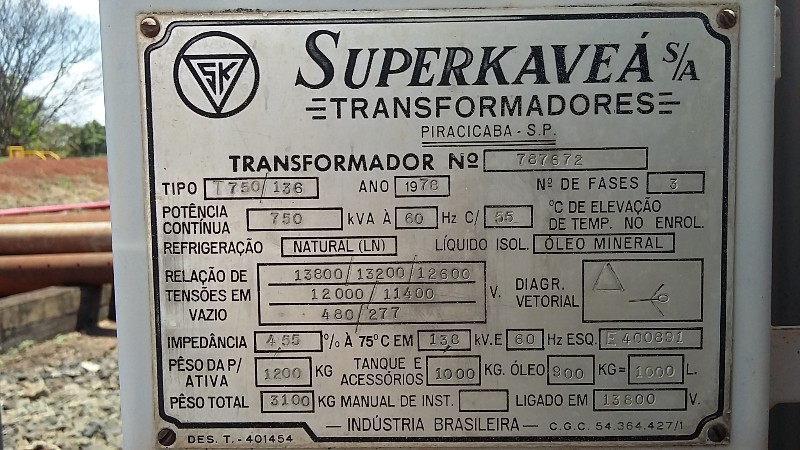 SK
SUPERKAVEÁ S/A
TRANSFORMADORES
PIRACICABA - S.P.
TRANSFORMADOR Nº 787672
TIPO T750/136 ANO 1978 Nº DE FASES 3
POTÊNCIA CONTÍNUA 750 kVA À 60 Hz C/ 55 ºC DE ELEVAÇÃO DE TEMP. NO ENROL.
REFRIGERAÇÃO NATURAL (LN) LÍQUIDO ISOL. ÓLEO MINERAL
RELAÇÃO DE 13800/13200/12600
TENSÕES EM 12000/11400 V. DIAGR. VETORIAL
VAZIO 480/277
IMPEDÂNCIA 4,55 % À 75°C EM 138 kV.E 60 Hz ESQ. E400891
PÊSO DA P/ ATIVA 1200 KG TANQUE E ACESSÓRIOS 1000 KG. ÓLEO 900 KG= 1000 L.
PÊSO TOTAL 3100 KG MANUAL DE INST. LIGADO EM 13800 V.
INDÚSTRIA BRASILEIRA
DES. T. - 401454 C.G.C. 54.364.427/1